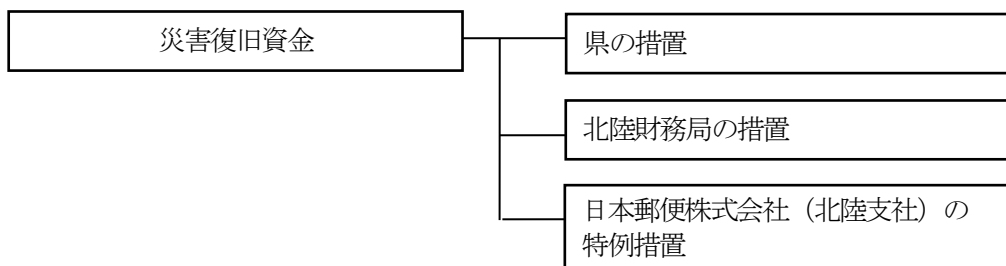 災害復旧資金
県の措置
北陸財務局の措置
日本郵便株式会社（北陸支社）の
特例措置